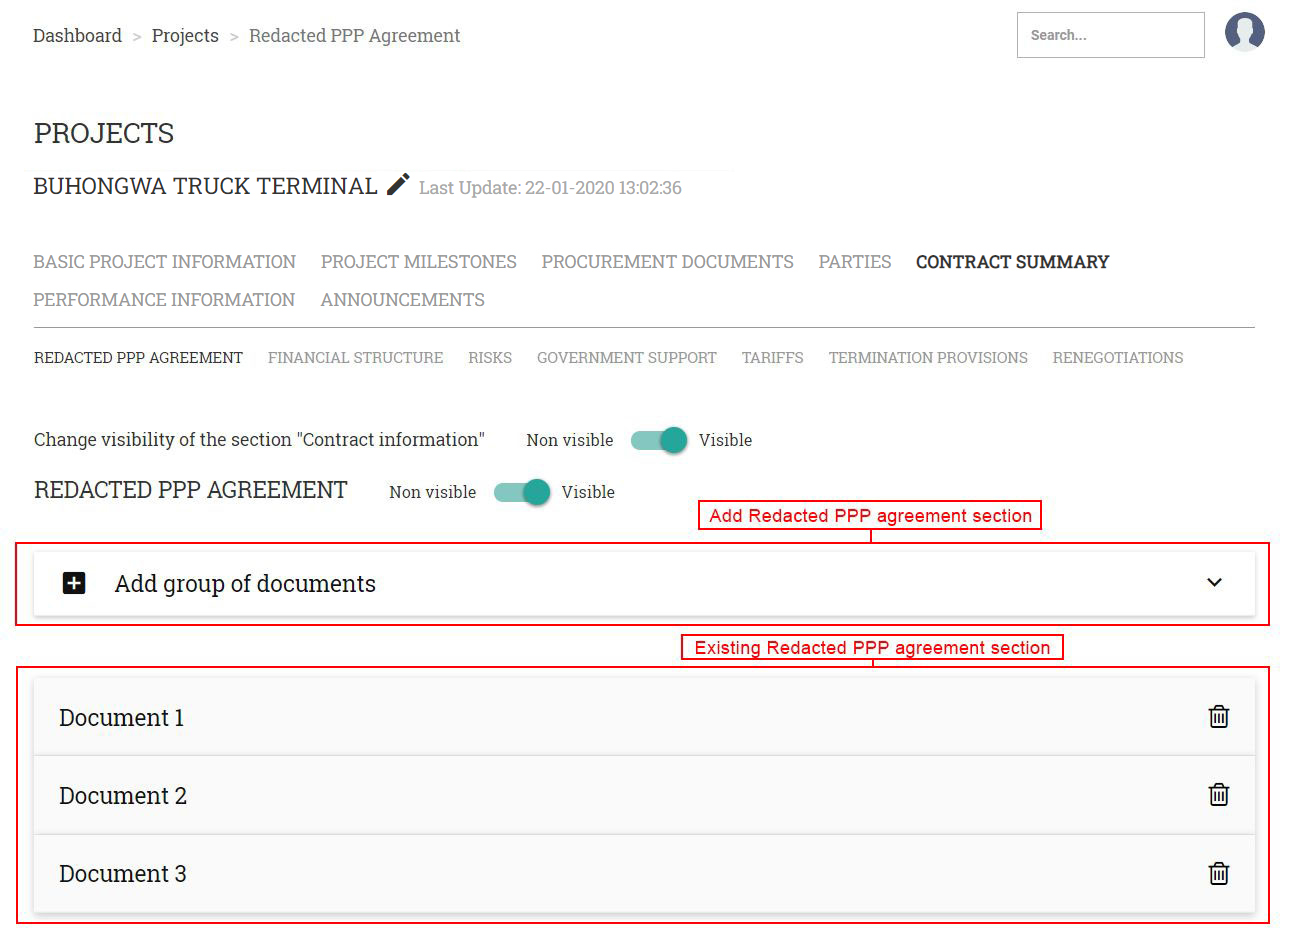 Dashboard > Projects > Redacted PPP Agreement
Search...
PROJECTS
BUHONGWA TRUCK TERMINAL Last Update: 22-01-2020 13:02:36
BASIC PROJECT INFORMATION PROJECT MILESTONES PROCUREMENT DOCUMENTS PARTIES CONTRACT SUMMARY
PERFORMANCE INFORMATION ANNOUNCEMENTS
REDACTED PPP AGREEMENT FINANCIAL STRUCTURE RISKS GOVERNMENT SUPPORT TARIFFS TERMINATION PROVISIONS RENEGOTIATIONS
Change visibility of the section "Contract information" Non visible Visible
REDACTED PPP AGREEMENT Non visible Visible
Add Redacted PPP agreement section
Add group of documents
Existing Redacted PPP agreement section
Document 1
Document 2
Document 3